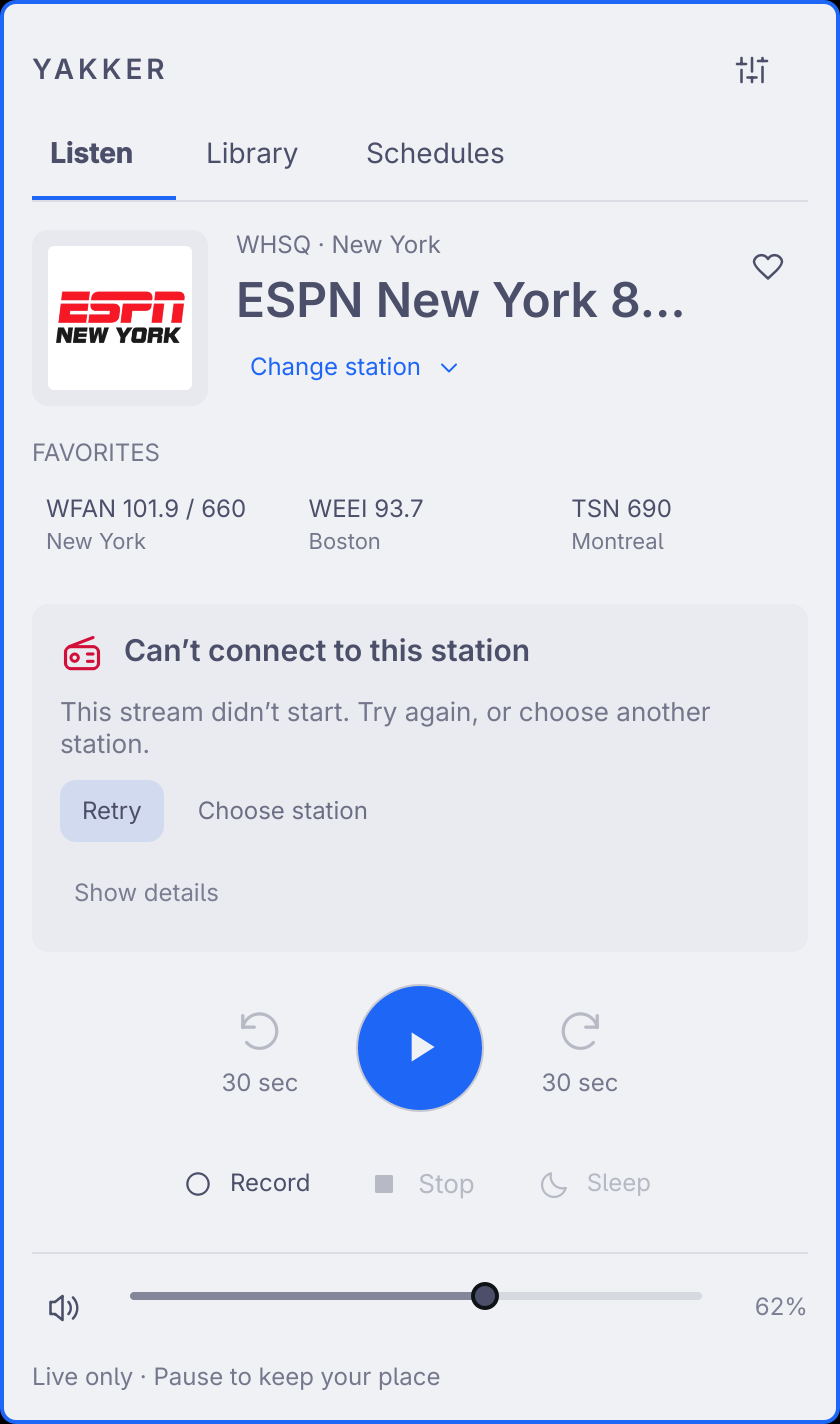 YAKKER
Listen
Library
Schedules
ESPN
NEW YORK
WHSQ · New York
ESPN New York 8...
Change station
FAVORITES
WFAN 101.9 / 660
New York
WEEI 93.7
Boston
TSN 690
Montreal
Can’t connect to this station
This stream didn’t start. Try again, or choose another
station.
Retry
Choose station
Show details
30 sec
30 sec
Record
Stop
Sleep
62%
Live only · Pause to keep your place